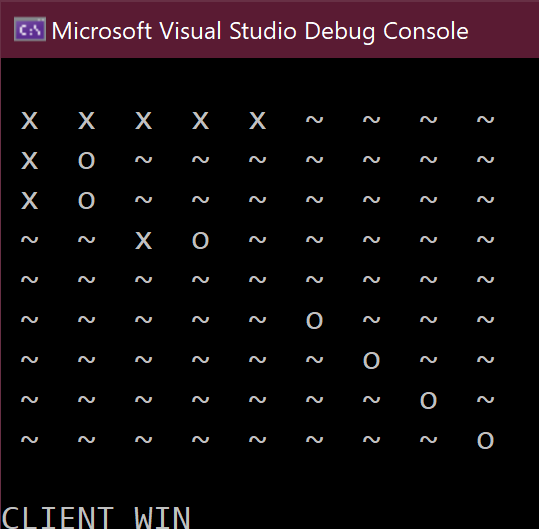 Microsoft Visual Studio Debug Console
x x x x x ~ ~ ~ ~
x o ~ ~ ~ ~ ~ ~ ~
x o ~ ~ ~ ~ ~ ~ ~
~ ~ x o ~ ~ ~ ~ ~
~ ~ ~ ~ ~ ~ ~ ~ ~
~ ~ ~ ~ ~ o ~ ~ ~
~ ~ ~ ~ ~ ~ o ~ ~
~ ~ ~ ~ ~ ~ ~ o ~
~ ~ ~ ~ ~ ~ ~ ~ o
CLIENT WIN